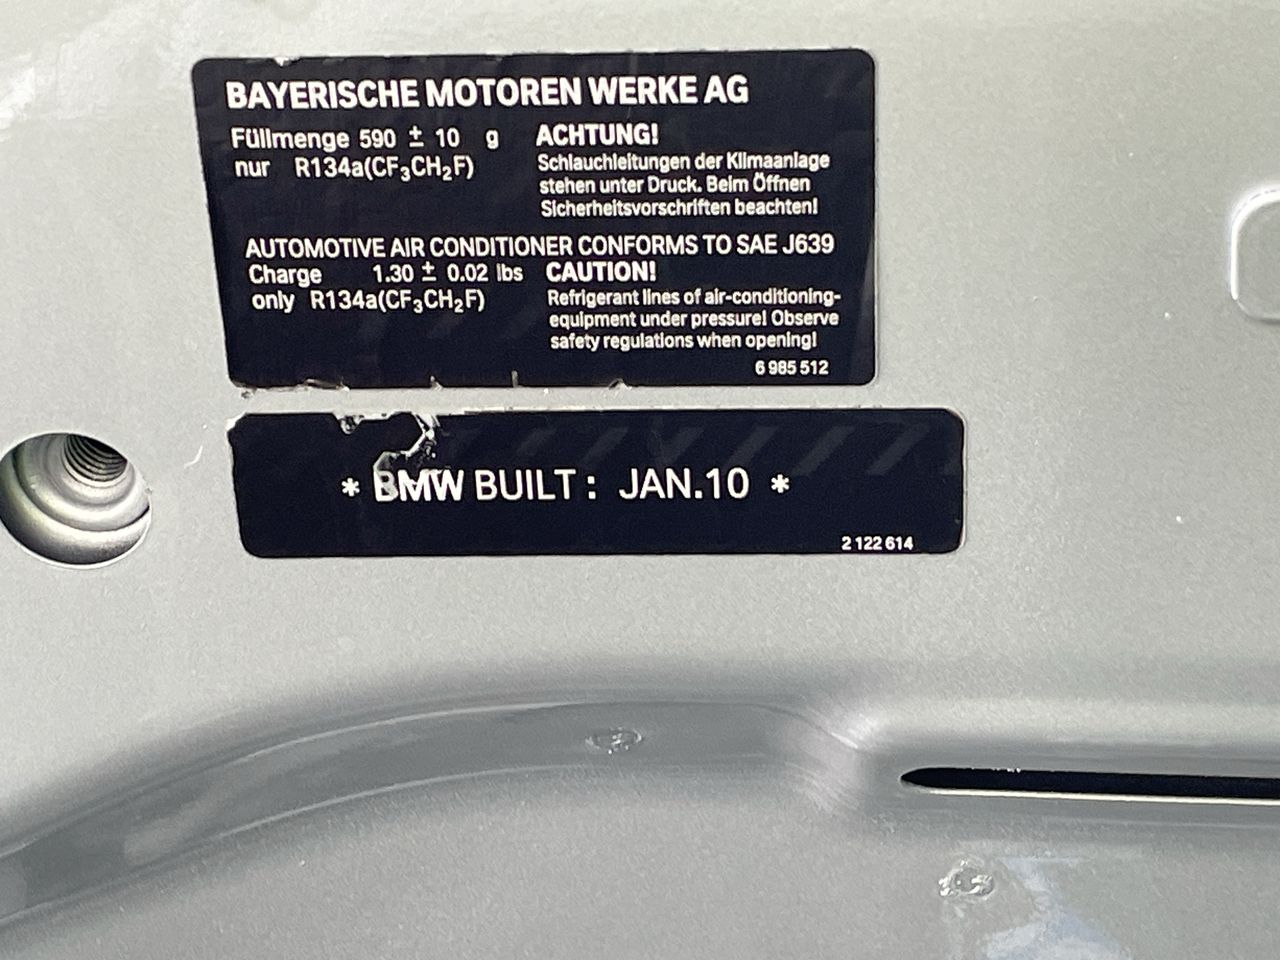 BAYERISCHE MOTOREN WERKE AG
Füllmenge 590 ± 10 g
nur R134a(CF₃CH₂F)
ACHTUNG!
Schlauchleitungen der Klimaanlage
stehen unter Druck. Beim Öffnen
Sicherheitsvorschriften beachten!
AUTOMOTIVE AIR CONDITIONER CONFORMS TO SAE J639
Charge 1.30 ± 0.02 lbs
only R134a(CF₃CH₂F)
CAUTION!
Refrigerant lines of air-conditioning-
equipment under pressure! Observe
safety regulations when opening!
6 985 512
* BMW BUILT : JAN.10 *
2 122 614